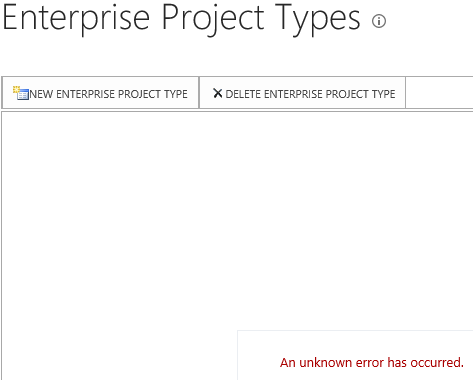 Enterprise Project Types
NEW ENTERPRISE PROJECT TYPE
DELETE ENTERPRISE PROJECT TYPE
An unknown error has occurred.